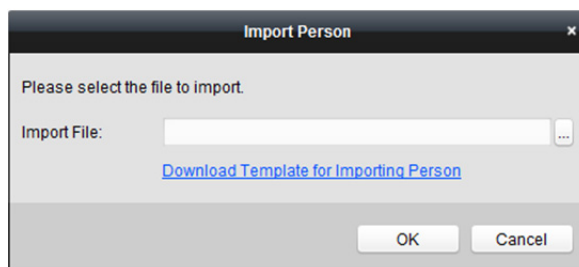 Import Person
Please select the file to import.
Import File:
...
Download Template for Importing Person
OK Cancel